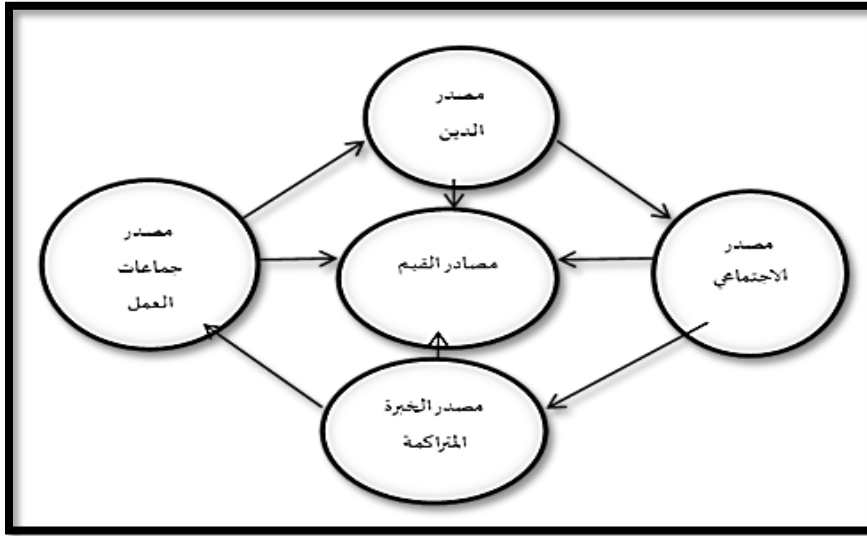 مصدر
الدين
مصدر
الاجتماعي
مصدر
جماعات
العمل
مصادر القيم
مصدر الخبرة
المتراكمة